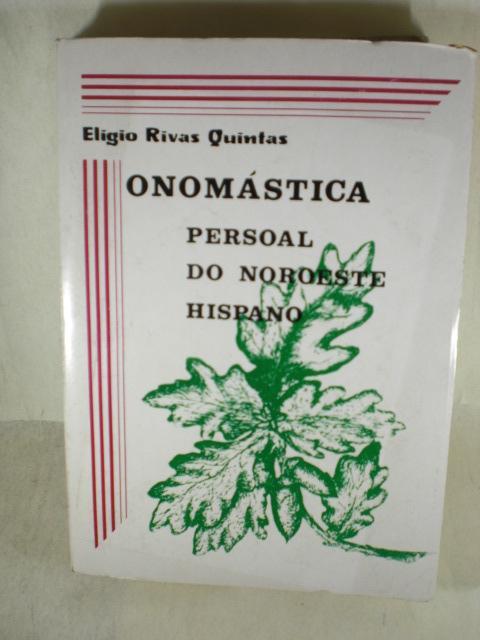 Eligio Rivas Quintas
ONOMÁSTICA
PERSOAL
DO NOROESTE
HISPANO